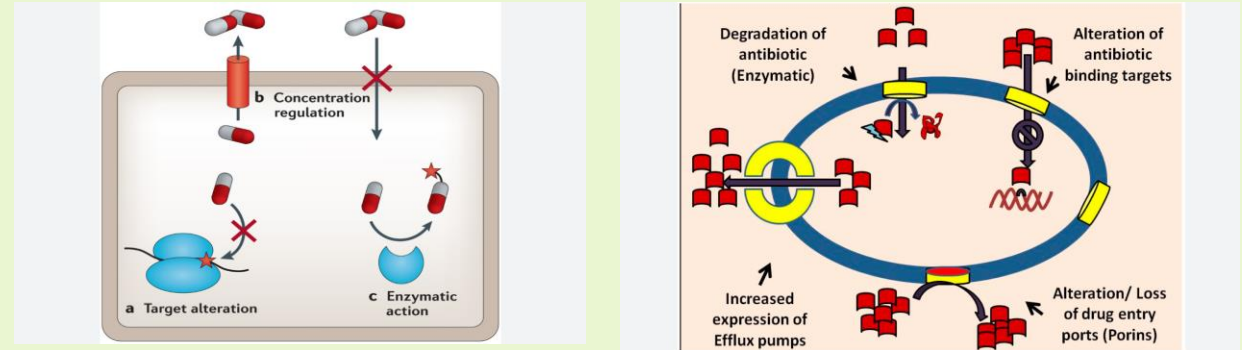 b Concentration
regulation
a Target alteration
c Enzymatic
action
Degradation of
antibiotic
(Enzymatic)
Alteration of
antibiotic
binding targets
Increased
expression of
Efflux pumps
Alteration/ Loss
of drug entry
ports (Porins)